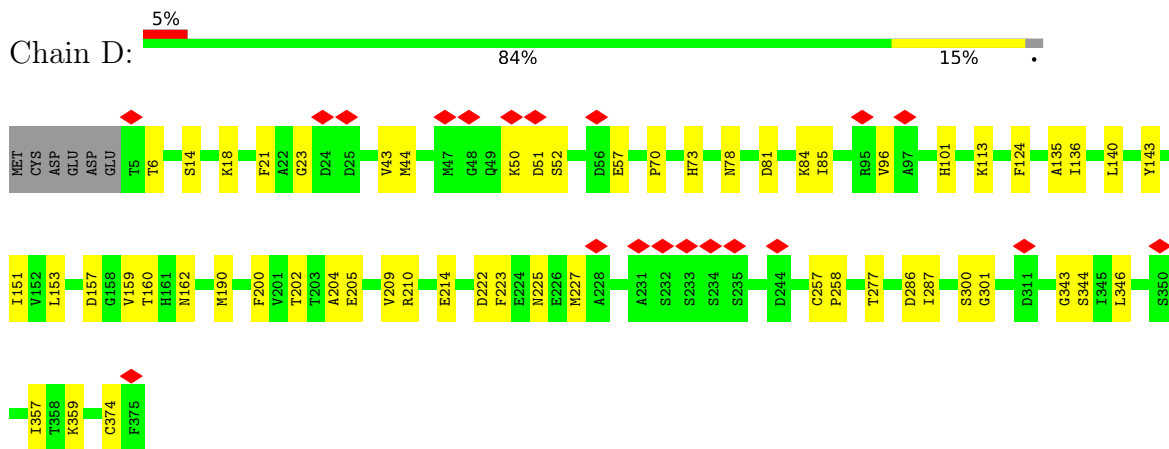 5%
Chain D:
84% 15% •
MET CYS ASP GLU ASP GLU T5 T6 S14 K18 F21 A22 G23 D24 D25 V43 M44 M47 G48 Q49 K50 D51 S52 D56 E57 P70 H73 N78 D81 K84 I85 R95 V96 A97 H101 K113 F124 A135 I136 L140 Y143
I151 V152 L153 D157 G158 V159 T160 H161 N162 M190 F200 V201 T202 T203 A204 E205 V209 R210 E214 D222 F223 E224 N225 E226 M227 A228 A231 S232 S233 S234 S235 D244 C257 P258 T277 D286 I287 S300 G301 D311 G343 S344 I345 L346 S350
I357 T358 K359 C374 F375